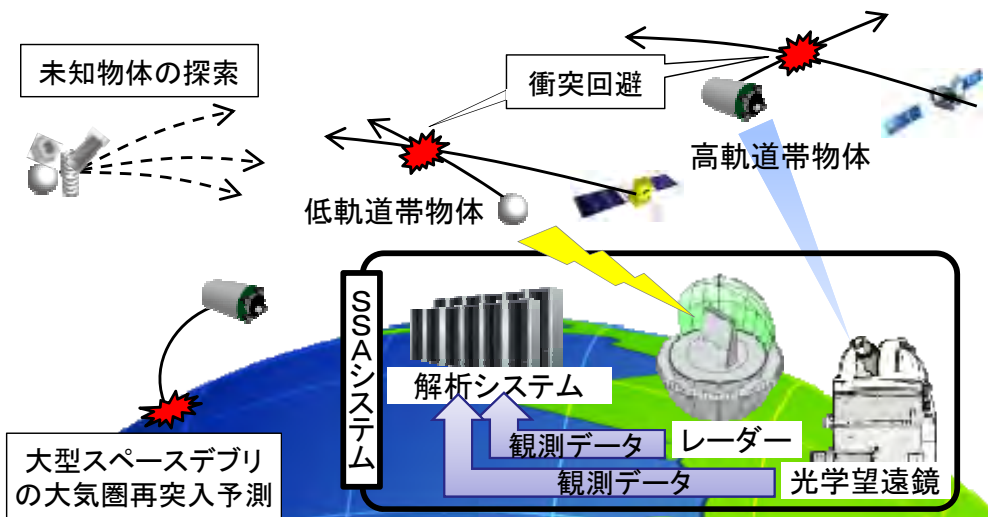 未知物体の探索
衝突回避
高軌道帯物体
低軌道帯物体
SSAシステム
解析システム
観測データ
レーダー
観測データ
光学望遠鏡
大型スペースデブリ
の大気圏再突入予測